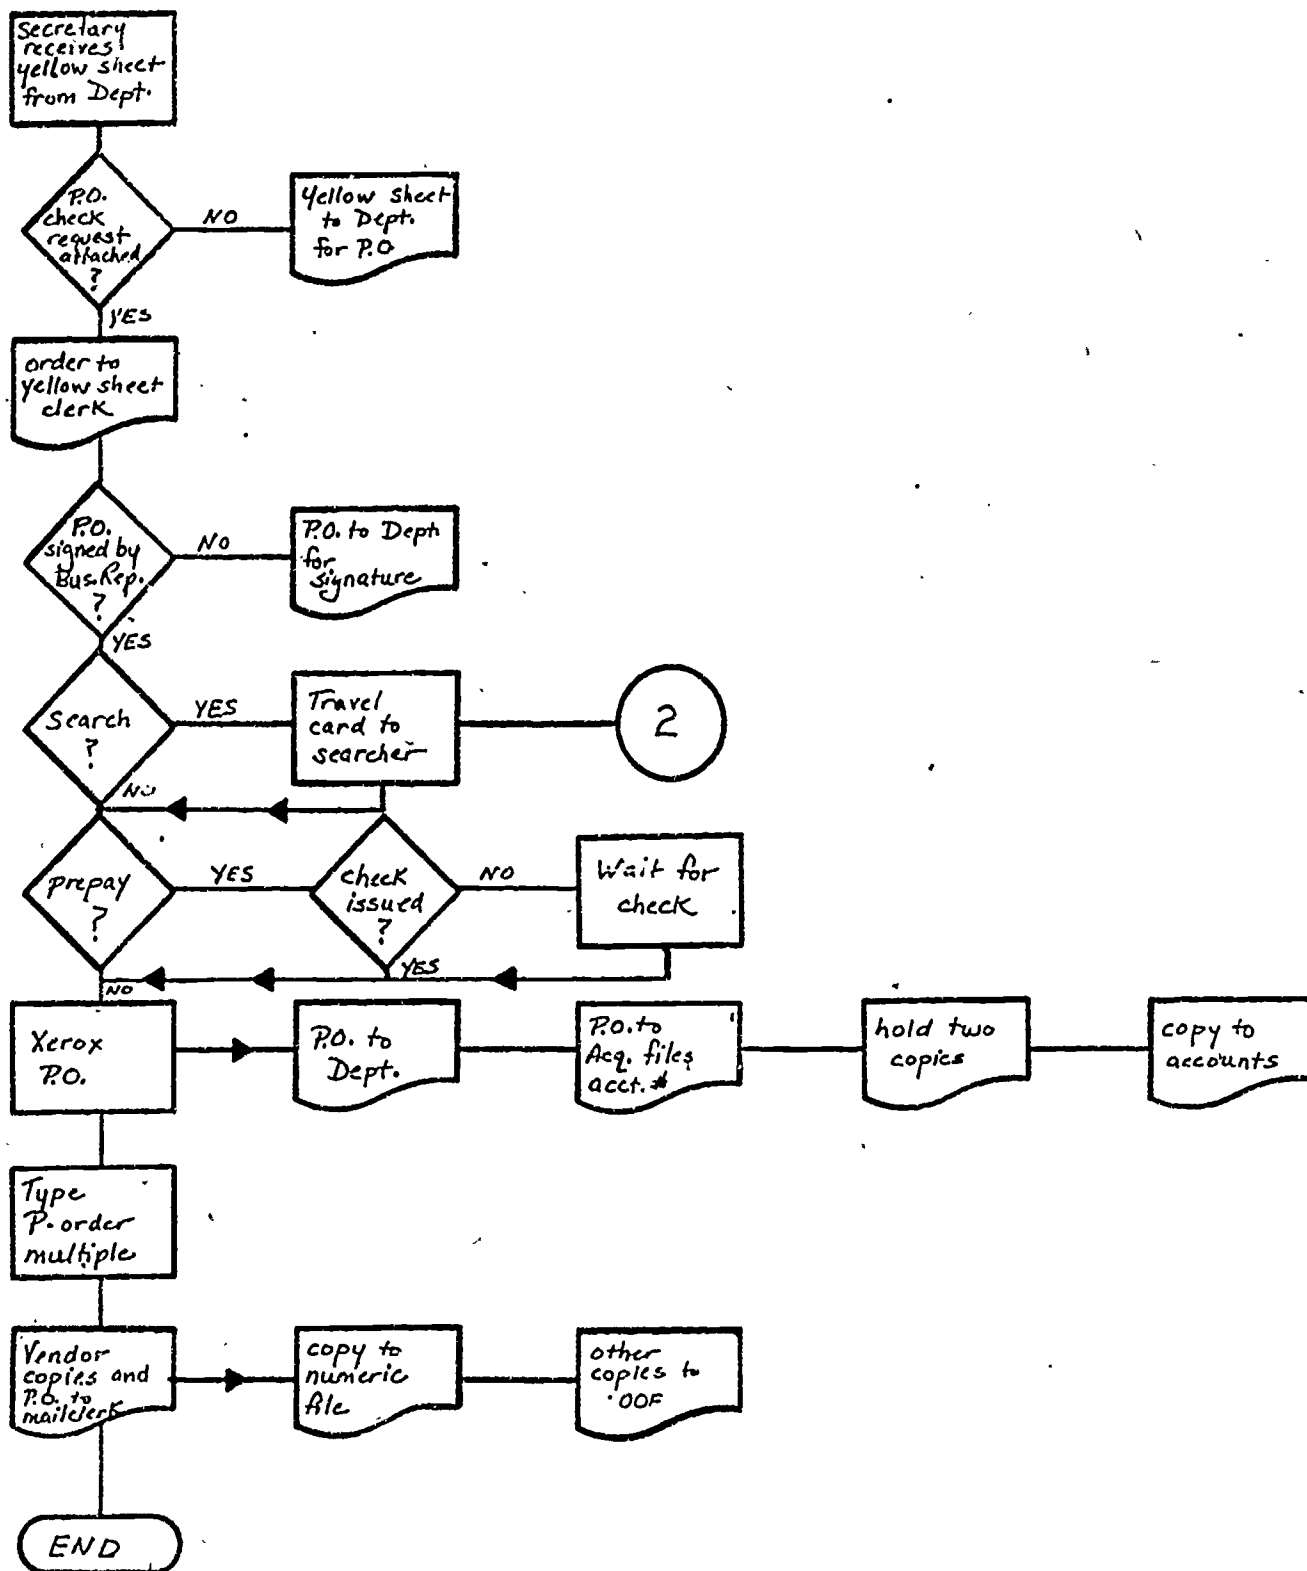 Secretary
receives
yellow sheet
from Dept.
P.O.
check
request
attached
?
NO
Yellow sheet
to Dept.
for P.O
YES
order to
yellow sheet
clerk
P.O.
signed by
Bus. Rep.
?
NO
P.O. to Dept
for
signature
YES
Search
?
YES
Travel
card to
searcher
2
NO
prepay
?
YES
check
issued
?
NO
Wait for
check
YES
NO
Xerox
P.O.
P.O. to
Dept.
P.O. to
Acq. files
acct. #
hold two
copies
copy to
accounts
Type
P-order
multiple
Vendor
copies and
P.O. to
mailclerk
copy to
numeric
file
other
copies to
OOF
END